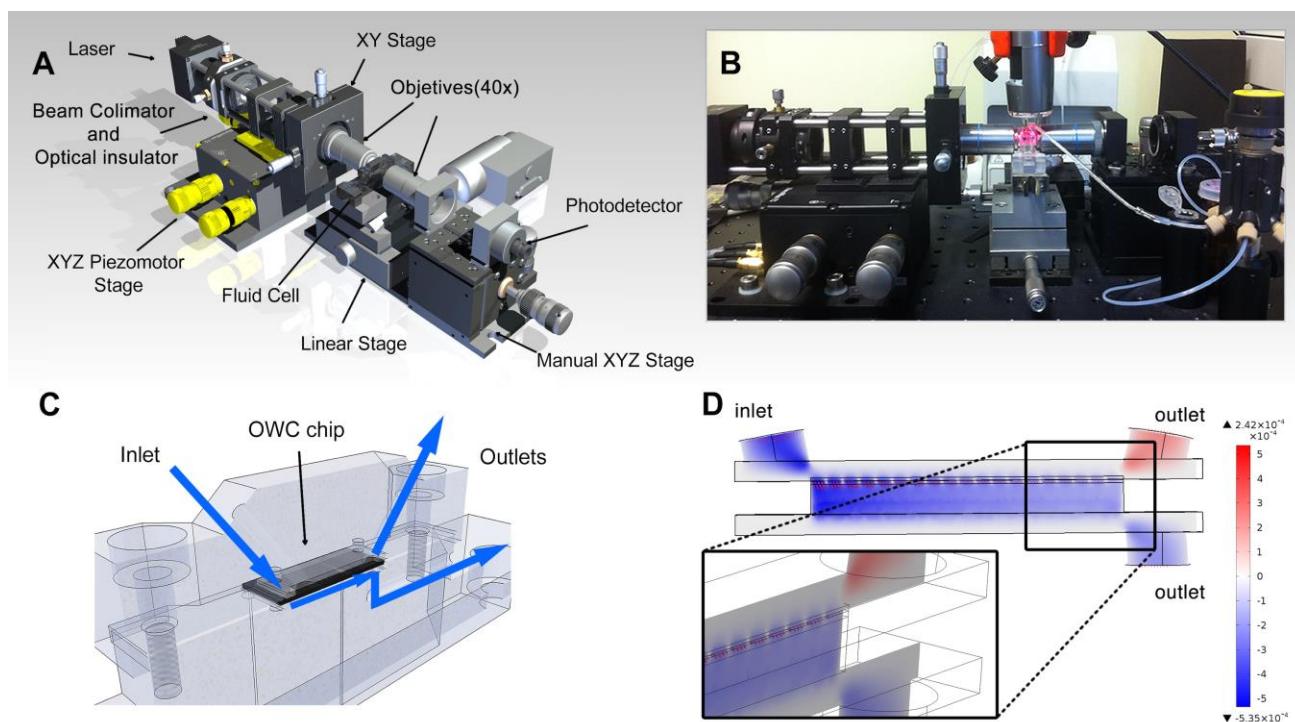 A
Laser
XY Stage
Objetives(40x)
Beam Colimator
and
Optical insulator
Photodetector
XYZ Piezomotor
Stage
Fluid Cell
Linear Stage
Manual XYZ Stage
B
C
OWC chip
Inlet
Outlets
D
inlet
outlet
outlet
▲ 2.42×10⁻⁴
×10⁻⁴
5
4
3
2
1
0
-1
-2
-3
-4
-5
▼ -5.35×10⁻⁴